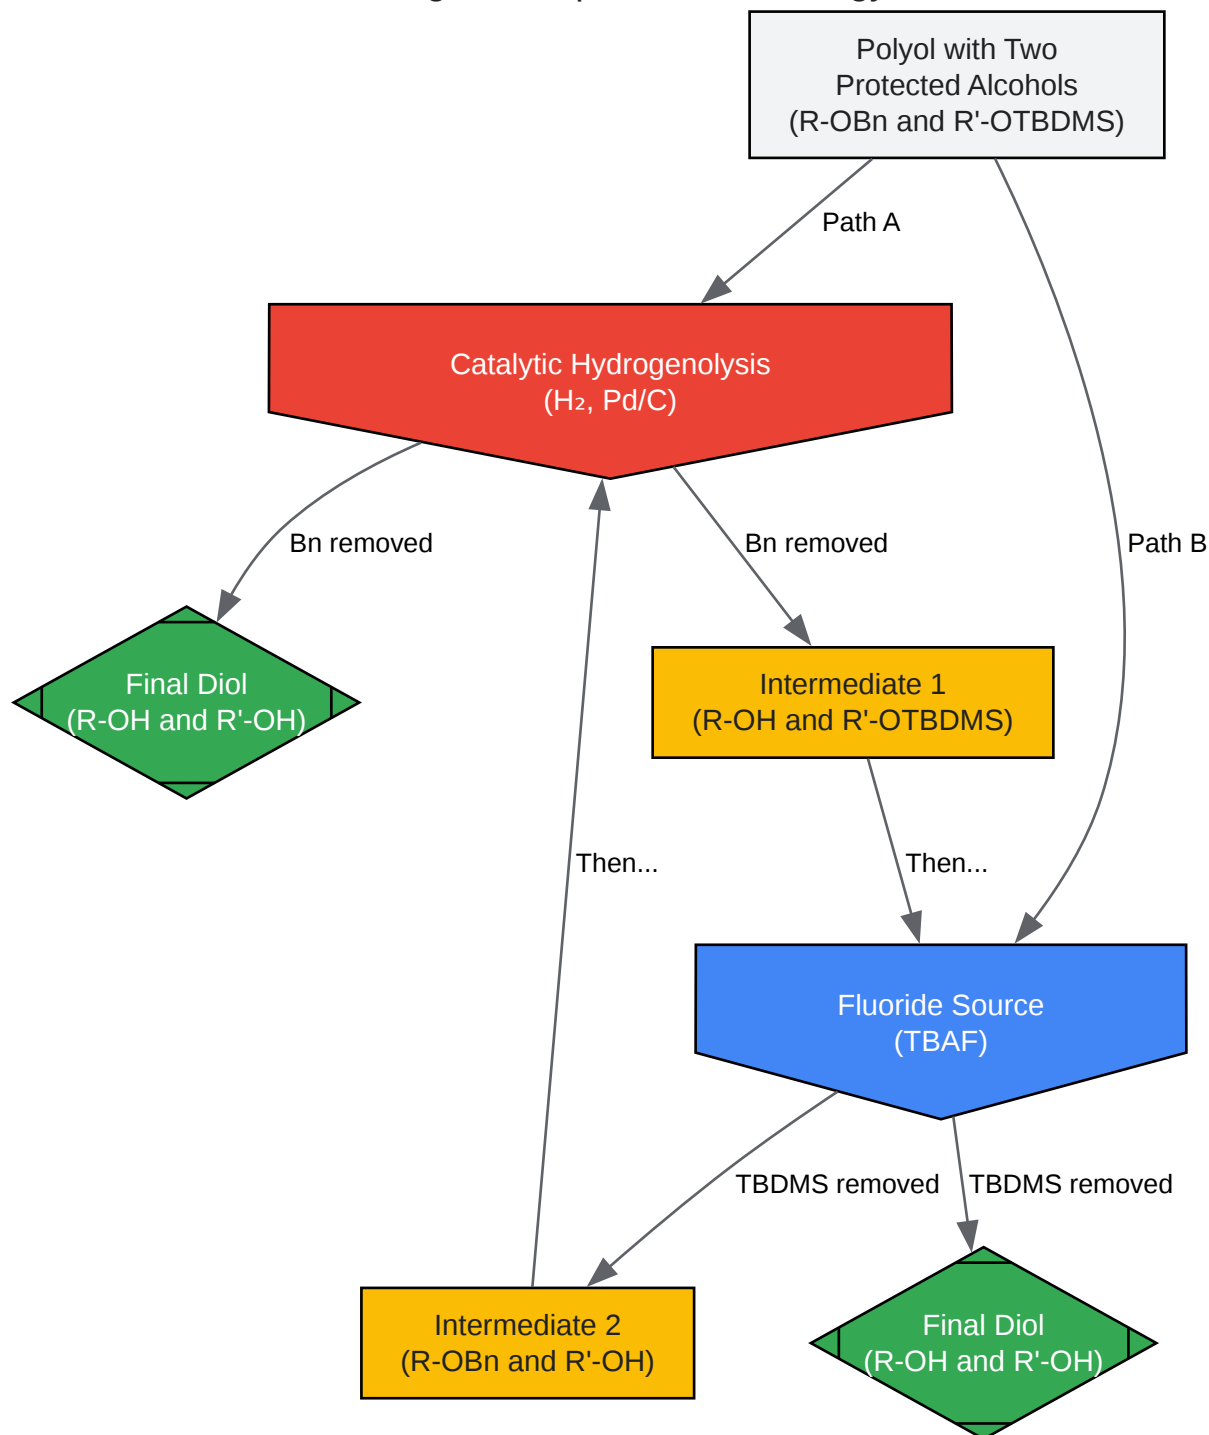 Polyol with Two
Protected Alcohols
(R-OBn and R'-OTBDMS)
Path A
Catalytic Hydrogenolysis
(H₂, Pd/C)
Bn removed
Bn removed
Path B
Final Diol
(R-OH and R'-OH)
Intermediate 1
(R-OH and R'-OTBDMS)
Then...
Then...
Fluoride Source
(TBAF)
TBDMS removed
TBDMS removed
Intermediate 2
(R-OBn and R'-OH)
Final Diol
(R-OH and R'-OH)